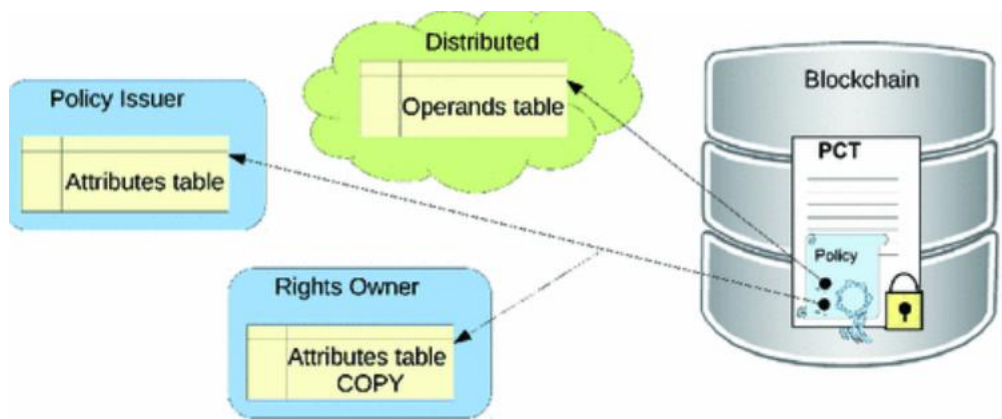 Distributed
Operands table
Policy Issuer
Attributes table
Blockchain
PCT
Policy
Rights Owner
Attributes table
COPY